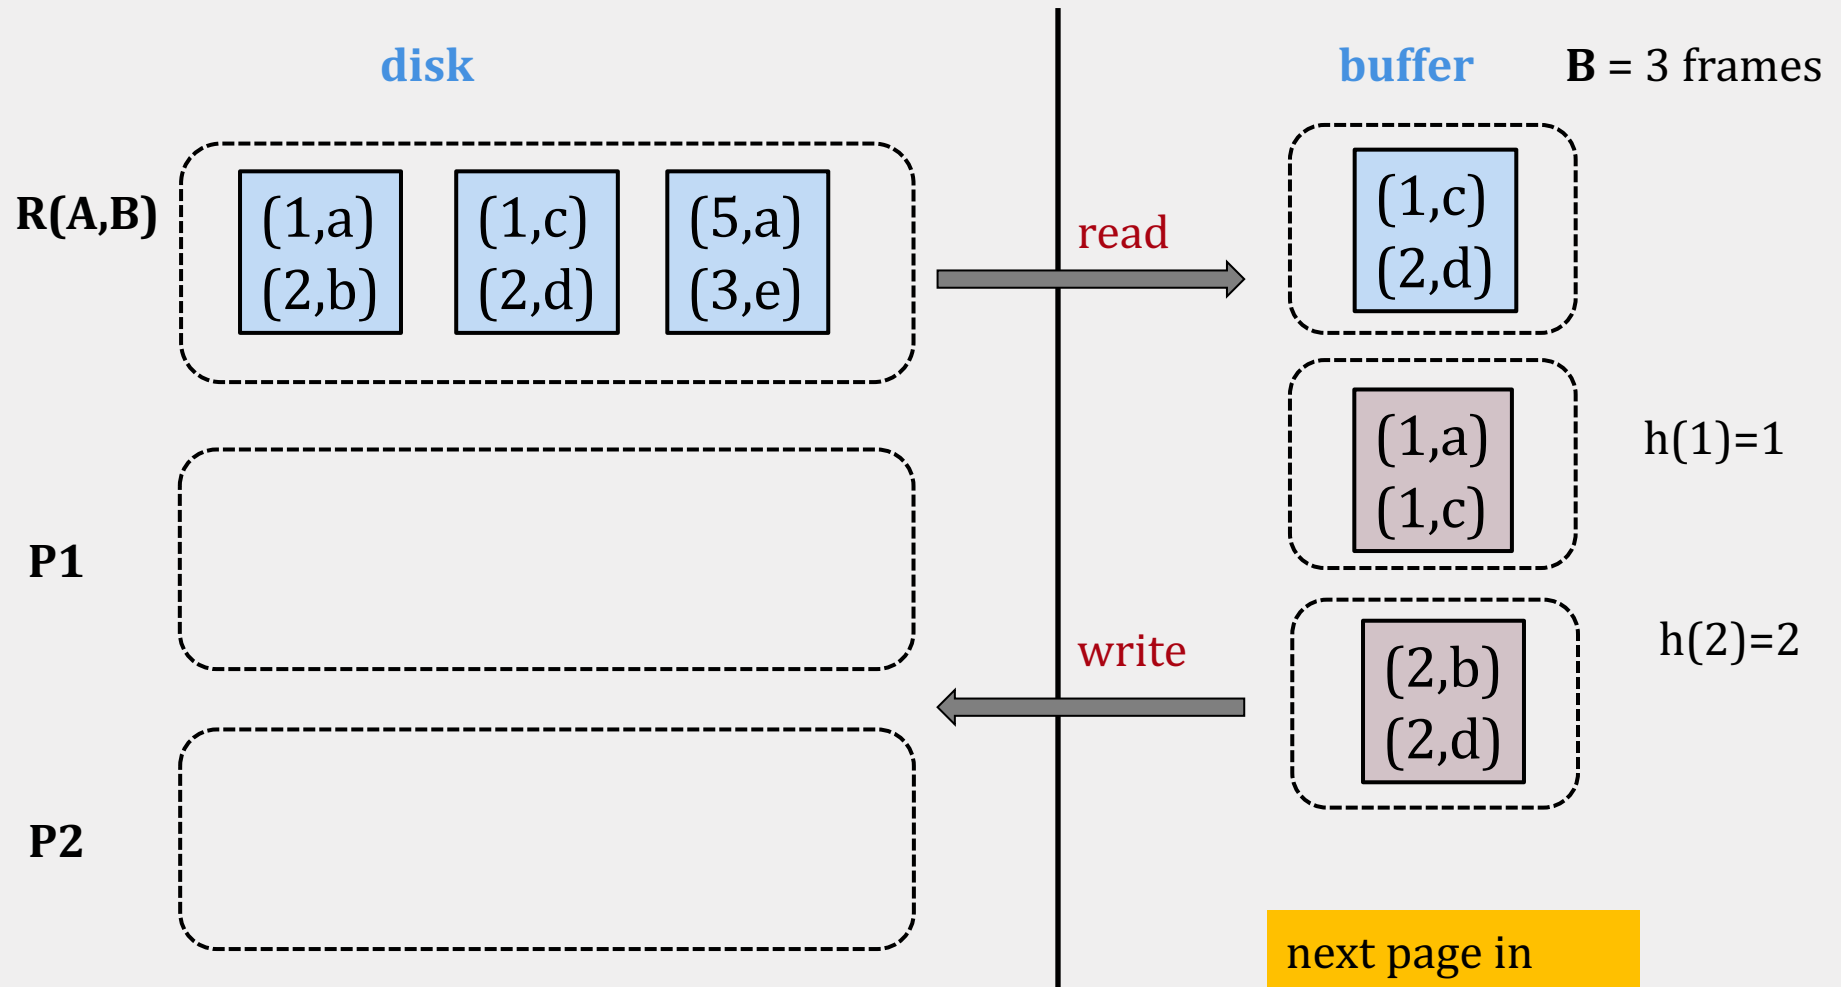 disk
buffer
B = 3 frames
R(A,B)
(1,a)
(2,b)
(1,c)
(2,d)
(5,a)
(3,e)
read
(1,c)
(2,d)
(1,a)
(1,c)
h(1)=1
P1
write
(2,b)
(2,d)
h(2)=2
P2
next page in